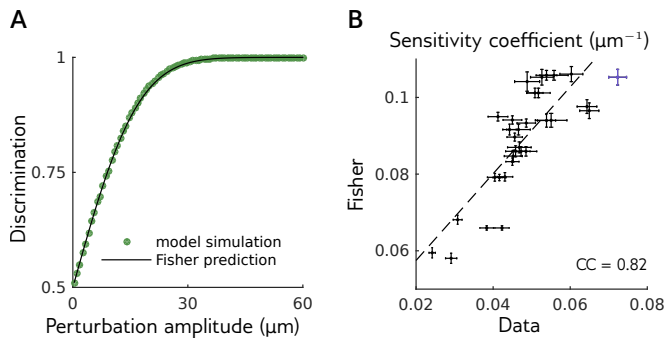 A
Discrimination
1
0.75
0.5
model simulation
Fisher prediction
0
30
60
Perturbation amplitude (μm)
B
Sensitivity coefficient (μm⁻¹)
Fisher
0.1
0.08
0.06
CC = 0.82
0.02
0.04
0.06
0.08
Data